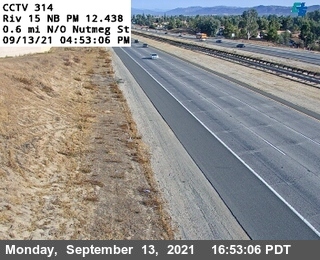 CCTV 314
Riv 15 NB PM 12.438
0.6 mi N/O Nutmeg St
09/13/21 04:53:06 PM
Monday, September 13, 2021 16:53:06 PDT